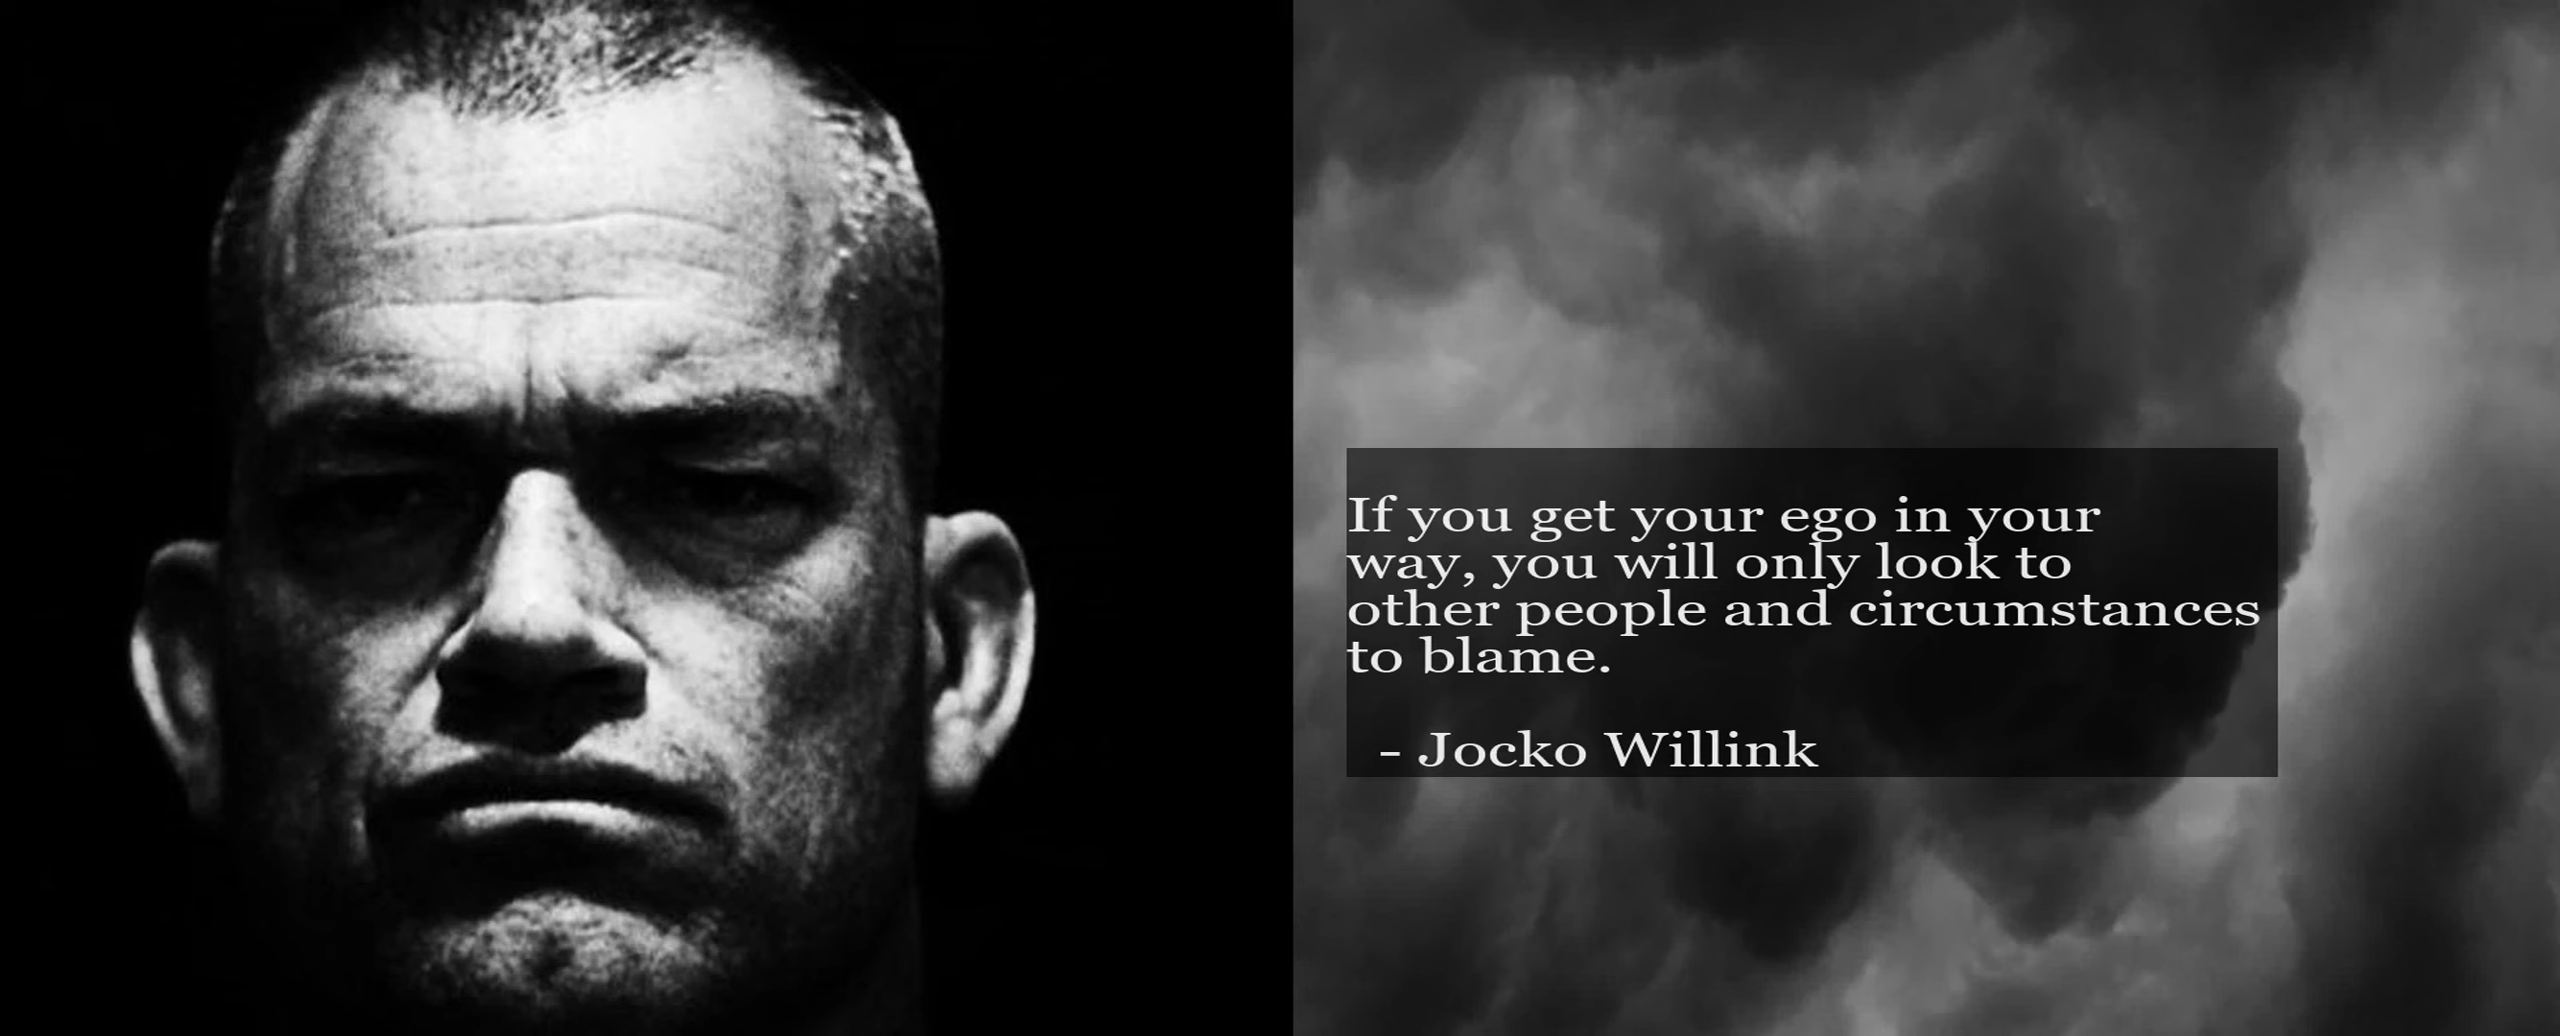 If you get your ego in your
way, you will only look to
other people and circumstances
to blame.
- Jocko Willink